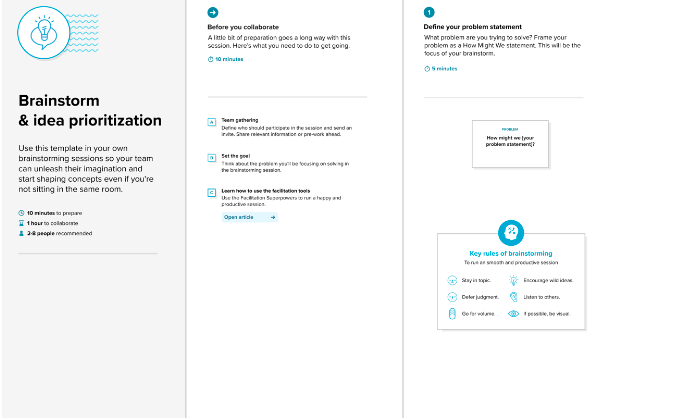 Brainstorm
& idea prioritization
Use this template in your own
brainstorming sessions so your team
can unleash their imagination and
start shaping concepts even if you're
not sitting in the same room.
10 minutes to prepare
1 hour to collaborate
2-8 people recommended
Before you collaborate
A little bit of preparation goes a long way with this
session. Here's what you need to do to get going.
10 minutes
A
Team gathering
Define who should participate in the session and send an
invite. Share relevant information or pre-work ahead.
B
Set the goal
Think about the problem you'll be focusing on solving in
the brainstorming session.
C
Learn how to use the facilitation tools
Use the Facilitation Superpowers to run a happy and
productive session.
Open article
1
Define your problem statement
What problem are you trying to solve? Frame your
problem as a How Might We statement. This will be the
focus of your brainstorm.
5 minutes
PROBLEM
How might we [your
problem statement]?
Key rules of brainstorming
To run an smooth and productive session
Stay in topic.
Encourage wild ideas.
Defer judgment.
Listen to others.
Go for volume.
If possible, be visual.